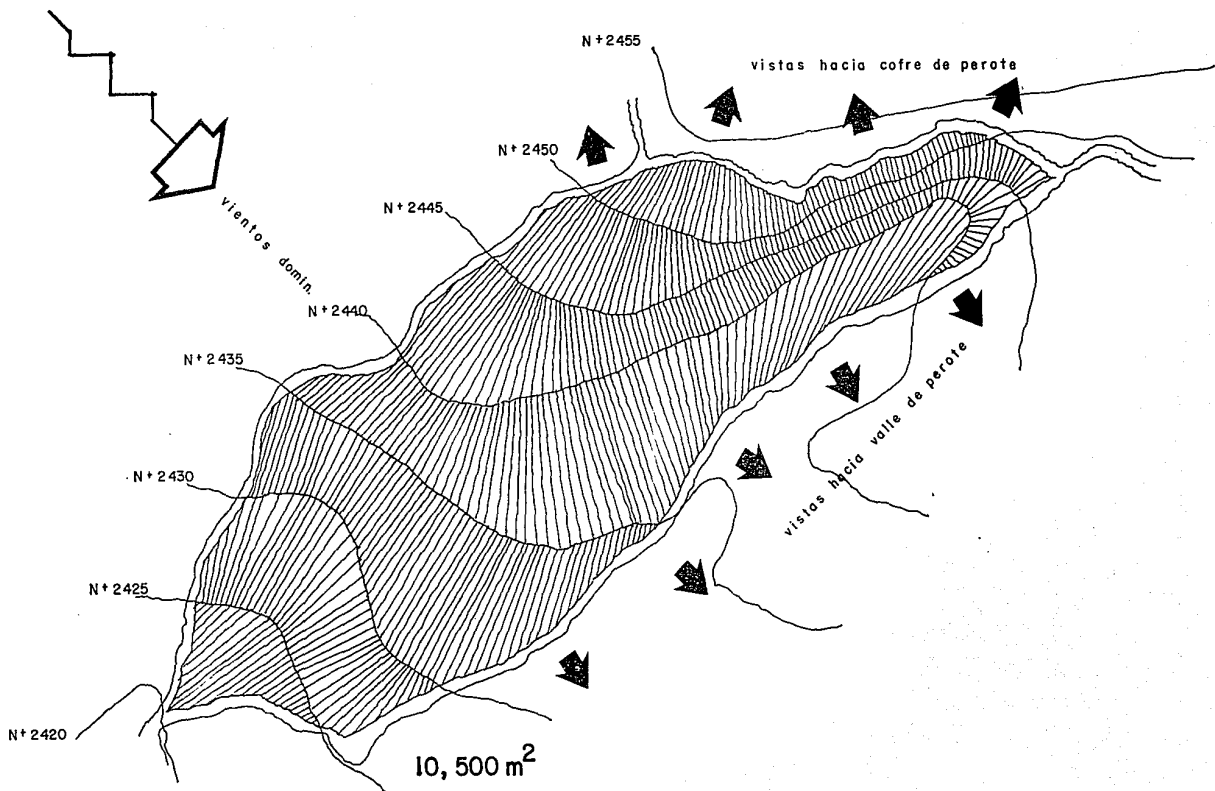 N+2455
vistas hacia cofre de perote
N+2450
N+2445
vientos domin.
N+2440
N+2435
vistas hacia valle de perote
N+2430
N+2425
N+2420
10,500 m²